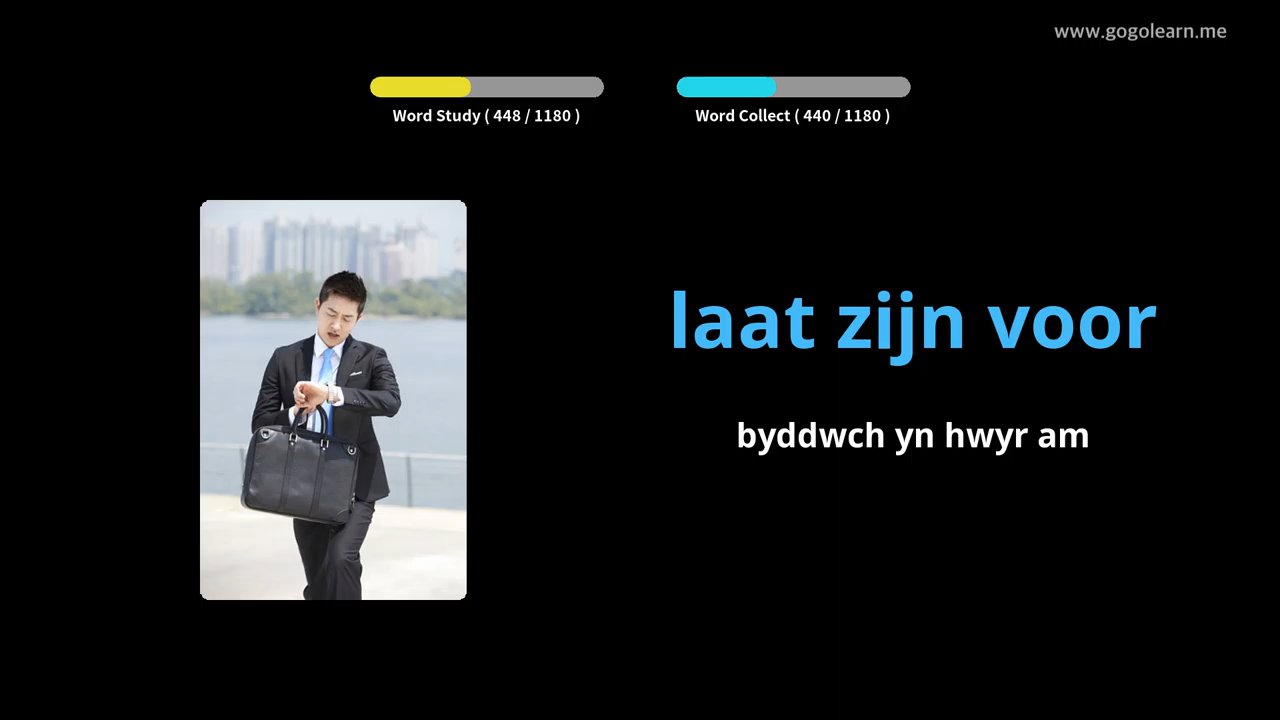 www.gogolearn.me
Word Study ( 448 / 1180 )
Word Collect ( 440 / 1180 )
laat zijn voor
byddwch yn hwyr am